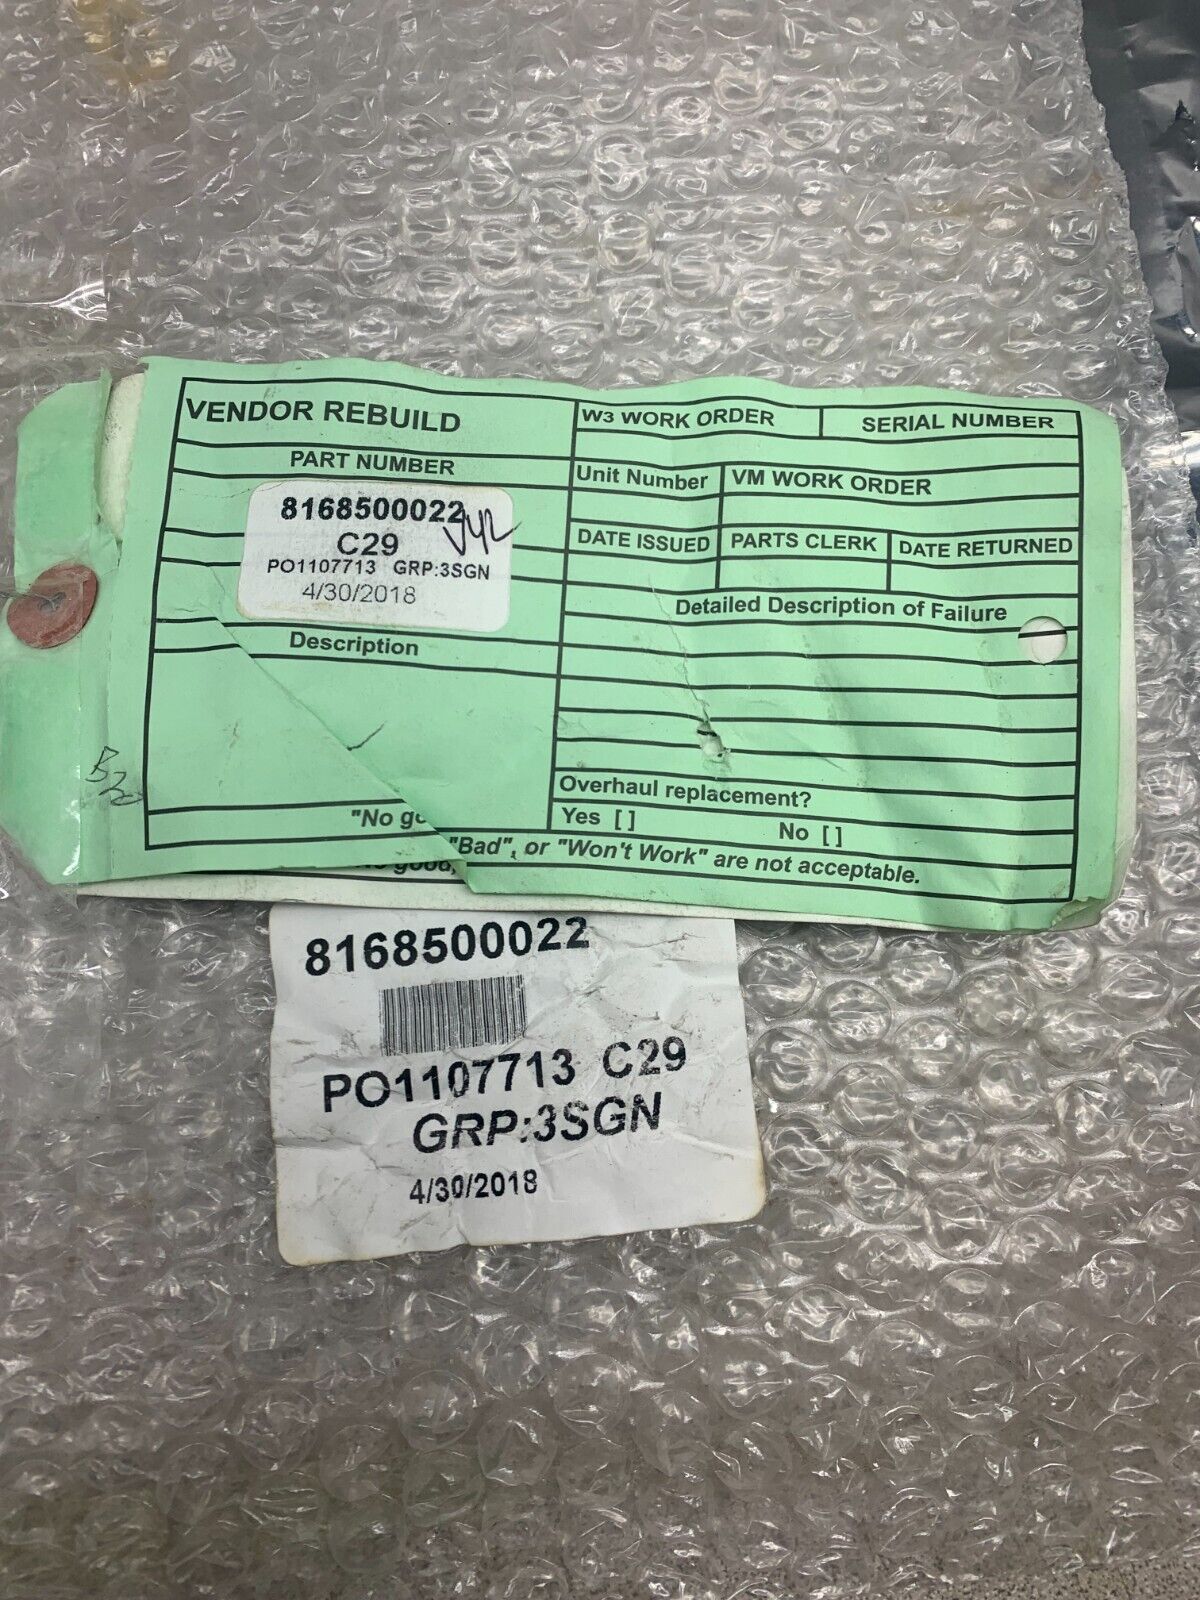 VENDOR REBUILD
PART NUMBER
8168500022
C29
PO1107713 GRP:3SGN
4/30/2018
Description
"No g
W3 WORK ORDER
SERIAL NUMBER
Unit Number
VM WORK ORDER
DATE ISSUED
PARTS CLERK
DATE RETURNED
Detailed Description of Failure
Overhaul replacement?
Yes [ ]
No [ ]
good, "Bad", or "Won't Work" are not acceptable.
8168500022
PO1107713 C29
GRP:3SGN
4/30/2018